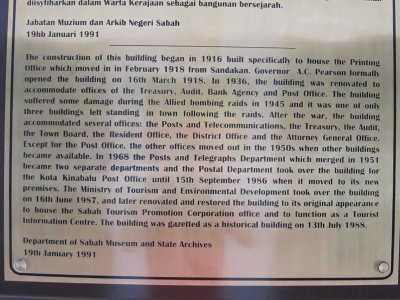 diisytiharkan dalam Warta Kerajaan sebagai bangunan bersejarah.
Jabatan Muzium dan Arkib Negeri Sabah
19hb Januari 1991
The construction of this building began in 1916 built specifically to house the Printing
Office which moved in in February 1918 from Sandakan. Governor A.C. Pearson formally
opened the building on 16th March 1918. In 1936, the building was renovated to
accommodate offices of the Treasury, Audit, Bank Agency and Post Office. The building
suffered some damage during the Allied bombing raids in 1945 and it was one of only
three buildings left standing in town following the raids. After the war, the building
accommodated several offices: the Posts and Telecommunications, the Treasury, the Audit,
the Town Board, the Resident Office, the District Office and the Attorney General Office.
Except for the Post Office, the other offices moved out in the 1950s when other buildings
became available. In 1968 the Posts and Telegraphs Department which merged in 1951
became two separate departments and the Postal Department took over the building for
the Kota Kinabalu Post Office until 15th September 1986 when it moved to its new
premises. The Ministry of Tourism and Environmental Development took over the building
on 16th June 1987, and later renovated and restored the building to its original appearance
to house the Sabah Tourism Promotion Corporation office and to function as a Tourist
Information Centre. The building was gazetted as a historical building on 13th July 1988.
Department of Sabah Museum and State Archives
19th January 1991